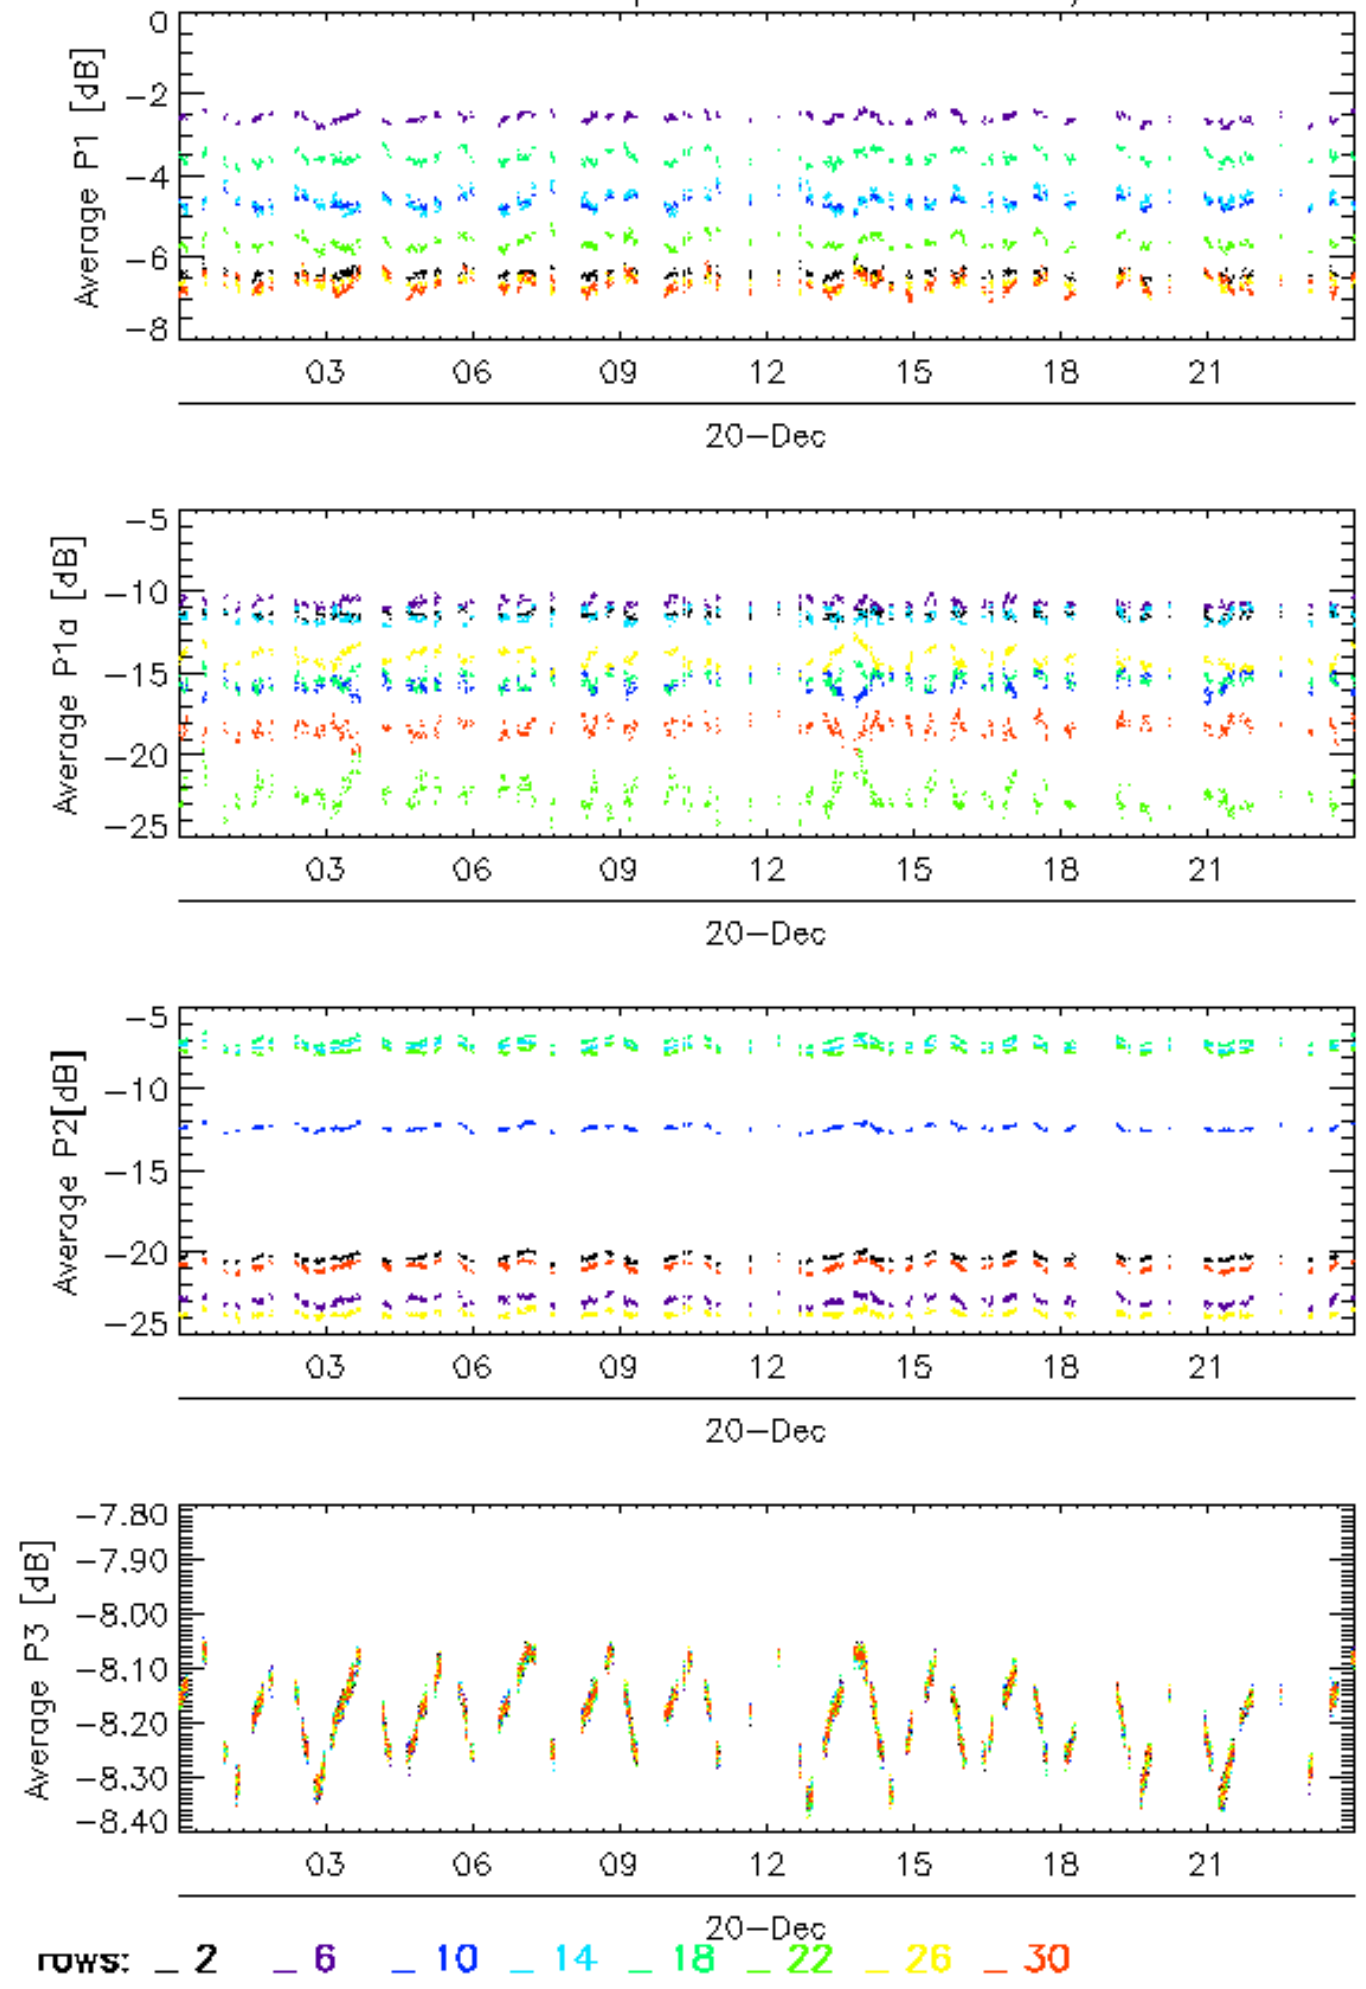 0
−2
−4
−6
−8
Average P1 [dB]
03 06 09 12 15 18 21
20−Dec
−5
−10
−15
−20
−25
Average P1a [dB]
03 06 09 12 15 18 21
20−Dec
−5
−10
−15
−20
−25
Average P2[dB]
03 06 09 12 15 18 21
20−Dec
−7.80
−7.90
−8.00
−8.10
−8.20
−8.30
−8.40
Average P3 [dB]
03 06 09 12 15 18 21
20−Dec
rows: _ 2 _ 6 _ 10 _ 14 _ 18 _ 22 _ 26 _ 30